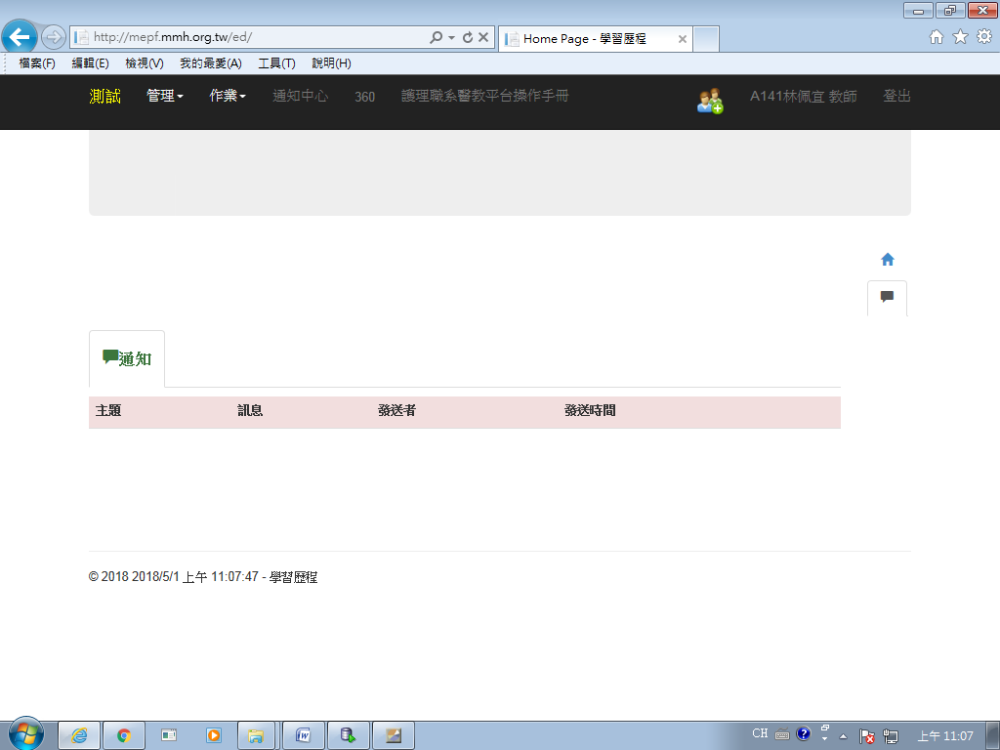 http://mepf.mmh.org.tw/ed/
Home Page - 學習歷程
檔案(F) 編輯(E) 檢視(V) 我的最愛(A) 工具(T) 說明(H)
測試 管理 作業 通知中心 360 護理職系醫教平台操作手冊 A141林佩宜 教師 登出
通知
主題 訊息 發送者 發送時間
© 2018 2018/5/1 上午 11:07:47 - 學習歷程
CH 上午 11:07